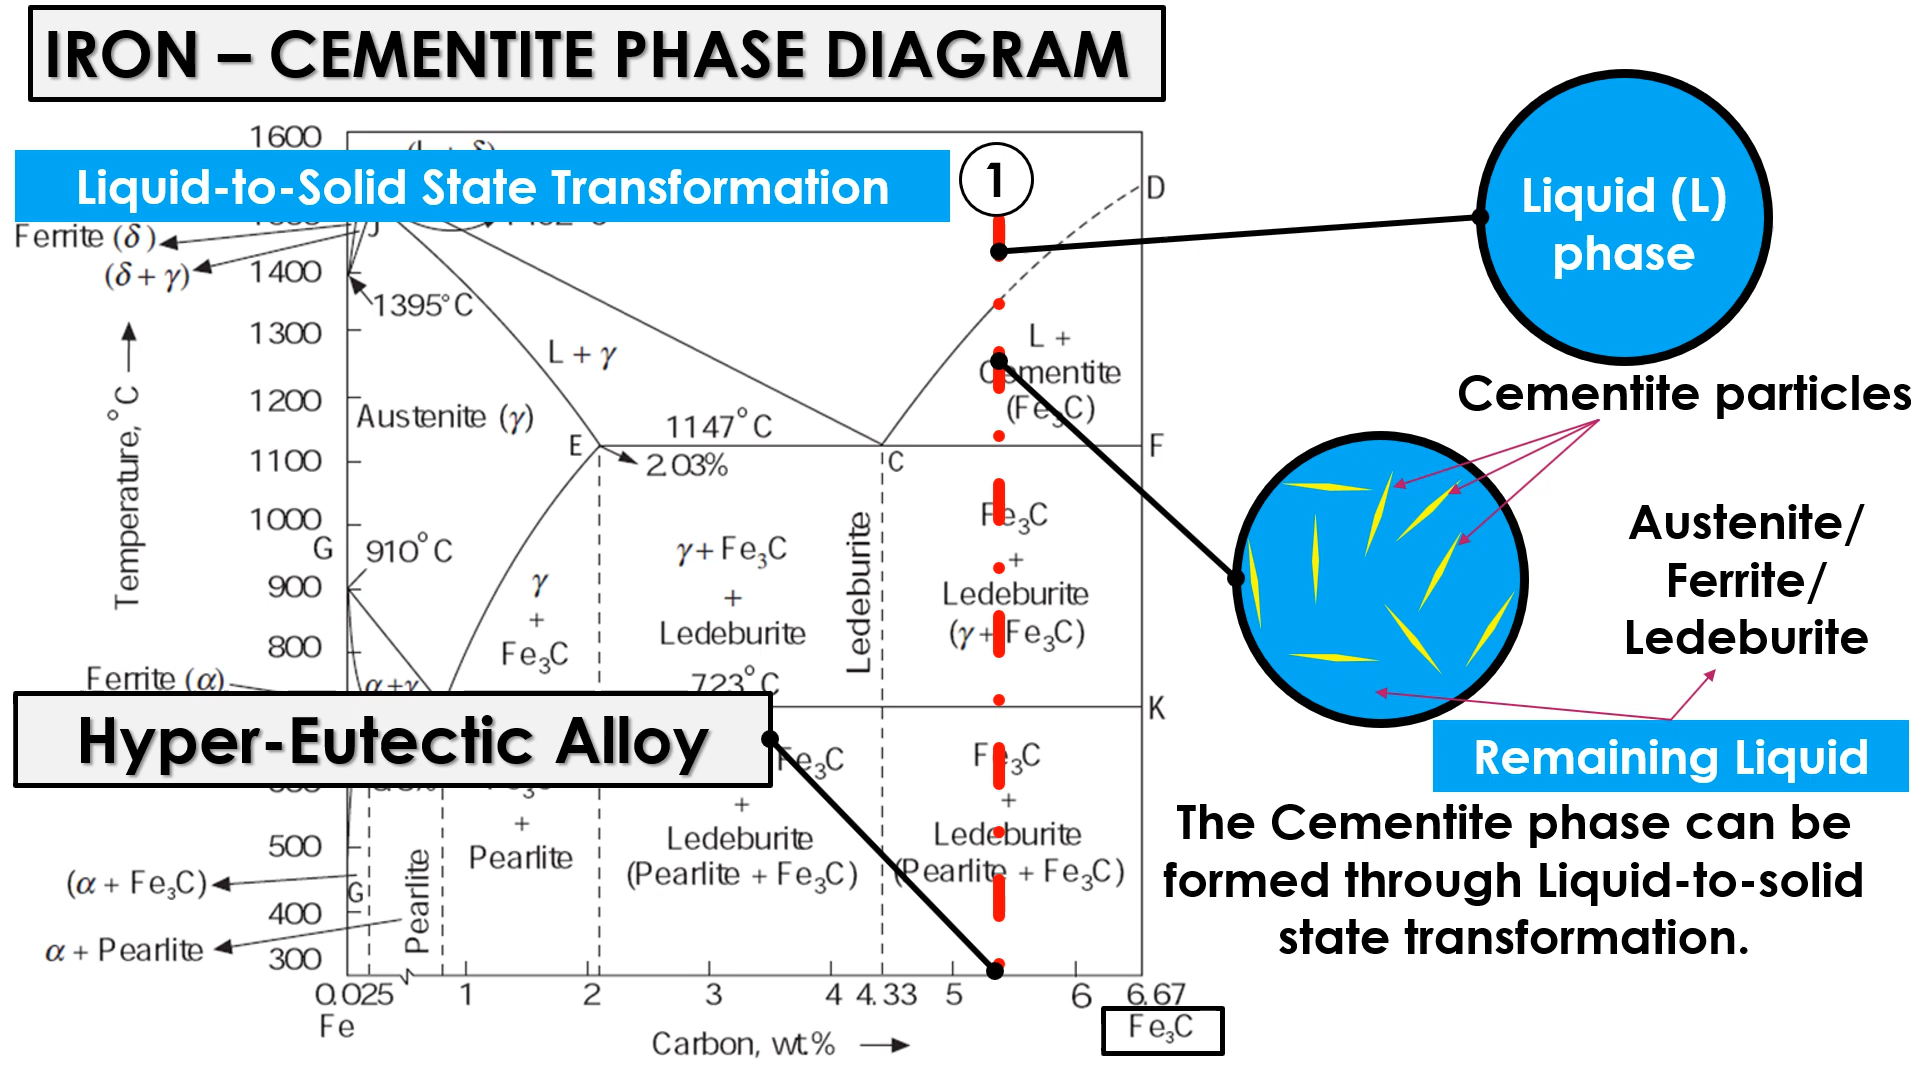 IRON – CEMENTITE PHASE DIAGRAM
1600
Liquid-to-Solid State Transformation
1
D
Liquid (L)
phase
Ferrite (δ)
J
(δ + γ)
1400
1395°C
1300
L + γ
L +
Cementite
(Fe₃C)
Cementite particles
Temperature, °C
1200
Austenite (γ)
1147°C
E
F
1100
2.03%
C
1000
Fe₃C
+
Ledeburite
(γ + Fe₃C)
Austenite/
Ferrite/
Ledeburite
G
910°C
γ + Fe₃C
+
Ledeburite
Ledeburite
900
γ
+
Fe₃C
800
Ferrite (α)
α + γ
723°C
K
Hyper-Eutectic Alloy
Remaining Liquid
Fe₃C
+
Ledeburite
(Pearlite + Fe₃C)
Fe₃C
+
Ledeburite
(Pearlite + Fe₃C)
+
Pearlite
The Cementite phase can be
formed through Liquid-to-solid
state transformation.
500
(α + Fe₃C)
G
Pearlite
400
α + Pearlite
300
0.025
1
2
3
4
4.33
5
6
6.67
Fe
Fe₃C
Carbon, wt.%